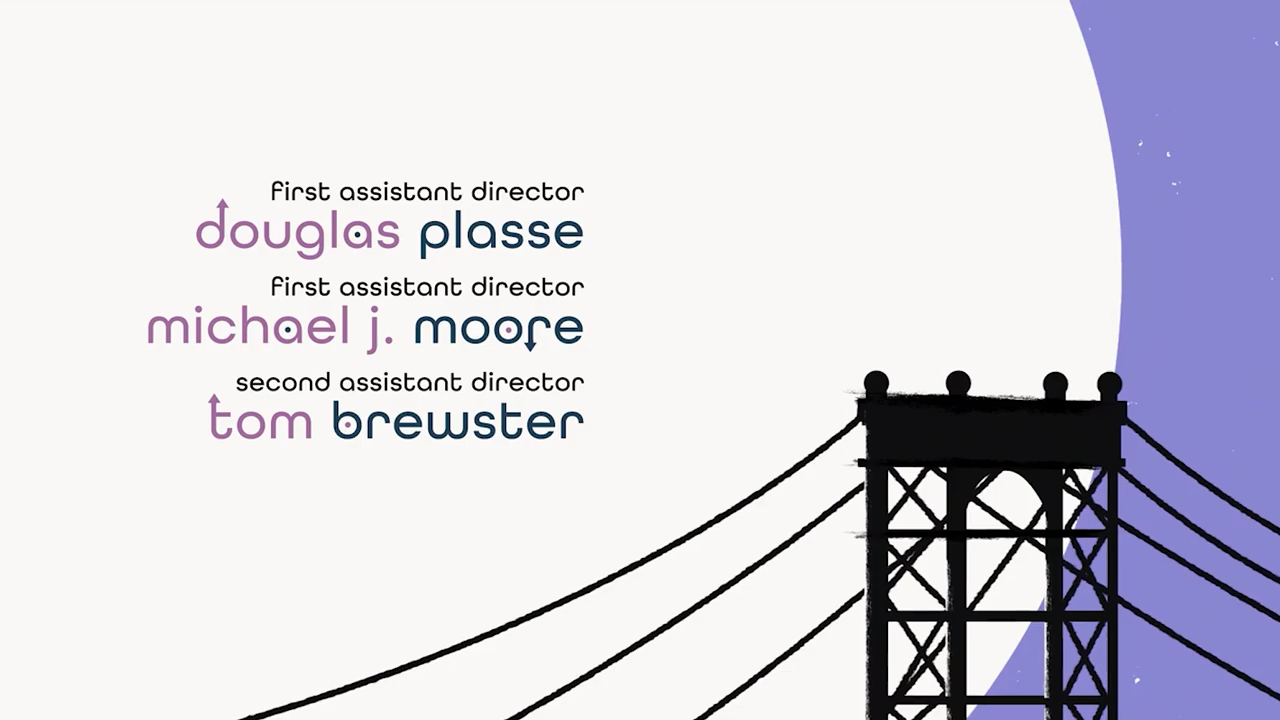 first assistant director
douglas plasse
first assistant director
michael j. moore
second assistant director
tom brewster